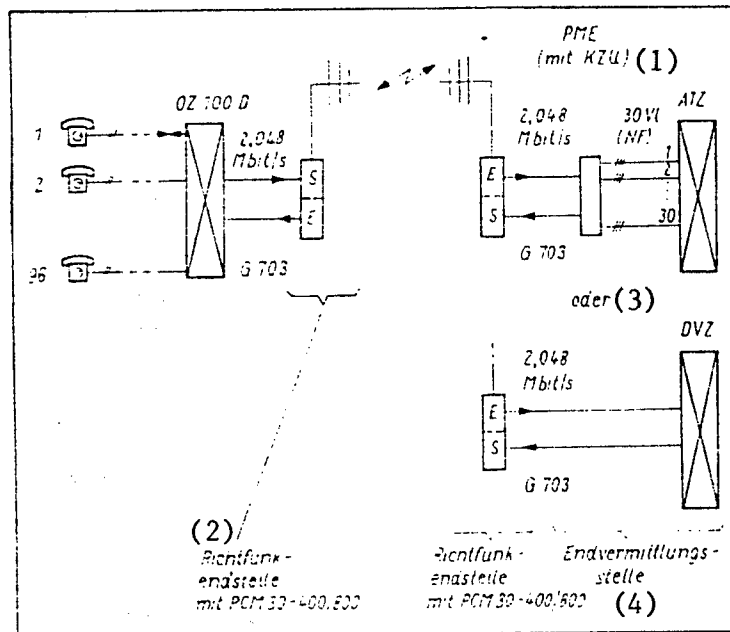 PME
(mit KZU) (1)
OZ 100 D
2,048
Mbit/s
30 VL
(NF)
ATZ
1
2
96
S
E
G 703
2,048
Mbit/s
E
S
G 703
1
2
30
oder (3)
DVZ
2,048
Mbit/s
E
S
G 703
(2)
Richtfunk-
endstelle
mit PCM 30-400/800
Richtfunk-
endstelle
mit PCM 30-400/800
Endvermittlungs-
stelle
(4)